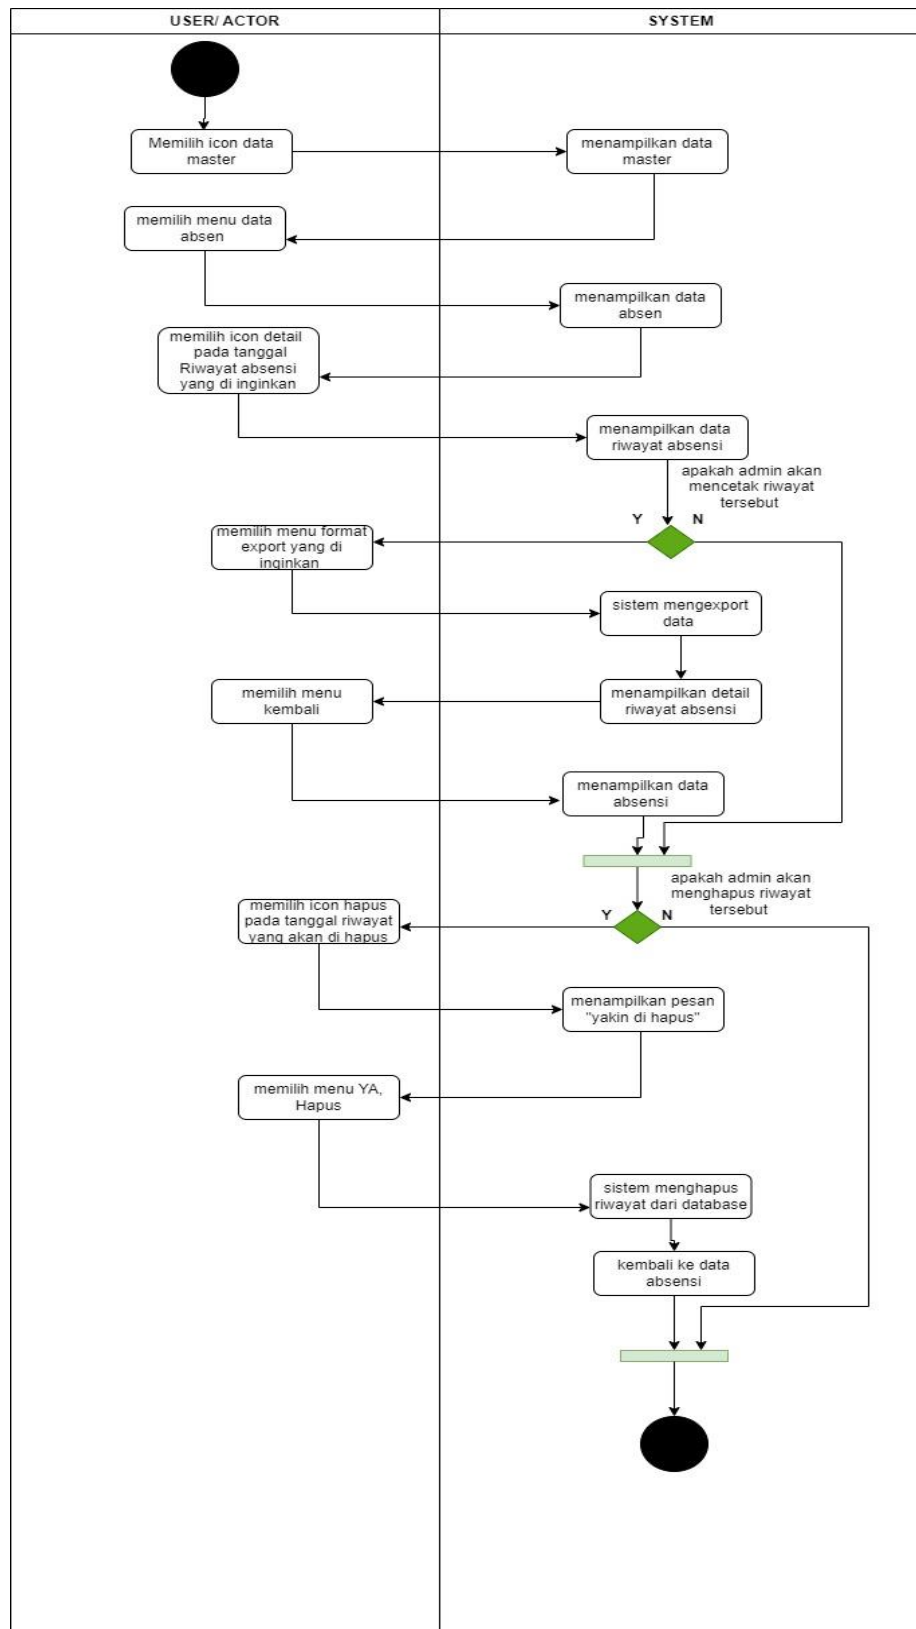 USER/ ACTOR
SYSTEM
Memilih icon data
master
menampilkan data
master
memilih menu data
absen
menampilkan data
absen
memilih icon detail
pada tanggal
Riwayat absensi
yang di inginkan
menampilkan data
riwayat absensi
apakah admin akan
mencetak riwayat
tersebut
Y
N
memilih menu format
export yang di
inginkan
sistem mengexport
data
menampilkan detail
riwayat absensi
memilih menu
kembali
menampilkan data
absensi
apakah admin akan
menghapus riwayat
tersebut
Y
N
memilih icon hapus
pada tanggal riwayat
yang akan di hapus
menampilkan pesan
"yakin di hapus"
memilih menu YA,
Hapus
sistem menghapus
riwayat dari database
kembali ke data
absensi